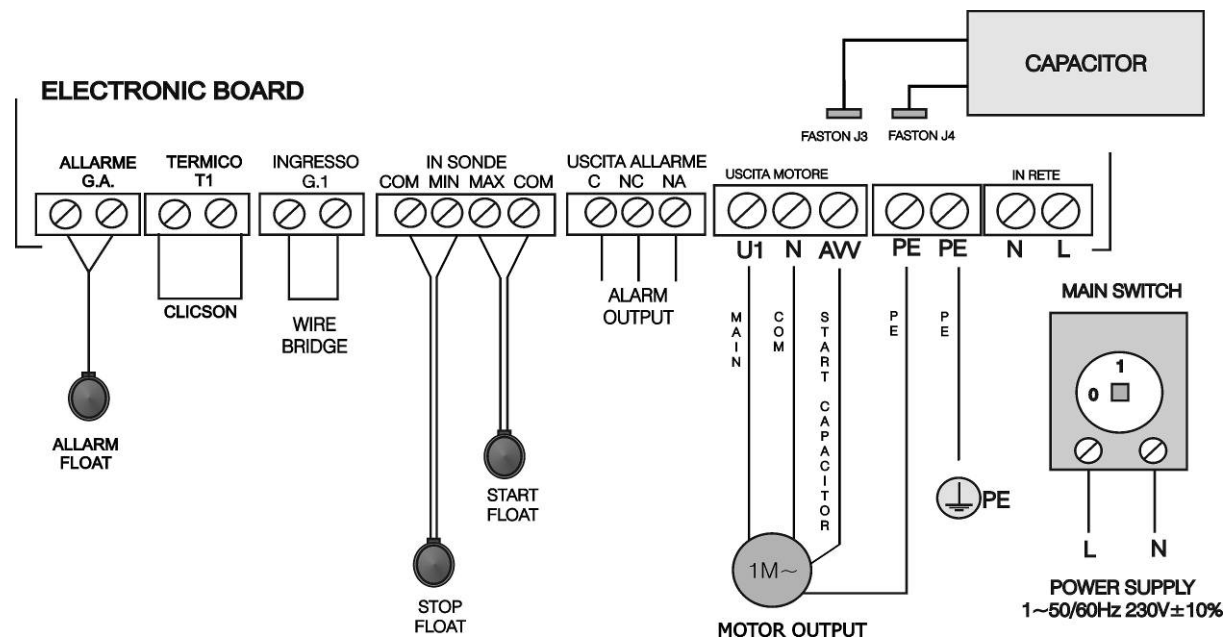 CAPACITOR
ELECTRONIC BOARD
FASTON J3
FASTON J4
ALLARME
G.A.
TERMICO
T1
INGRESSO
G.1
IN SONDE
COM MIN MAX COM
USCITA ALLARME
C NC NA
USCITA MOTORE
IN RETE
U1 N AVV
PE PE
N L
CLICSON
WIRE
BRIDGE
ALARM
OUTPUT
MAIN
COM
START CAPACITOR
PE
PE
MAIN SWITCH
1
0
ALLARM
FLOAT
START
FLOAT
STOP
FLOAT
PE
1M~
MOTOR OUTPUT
L N
POWER SUPPLY
1~50/60Hz 230V±10%